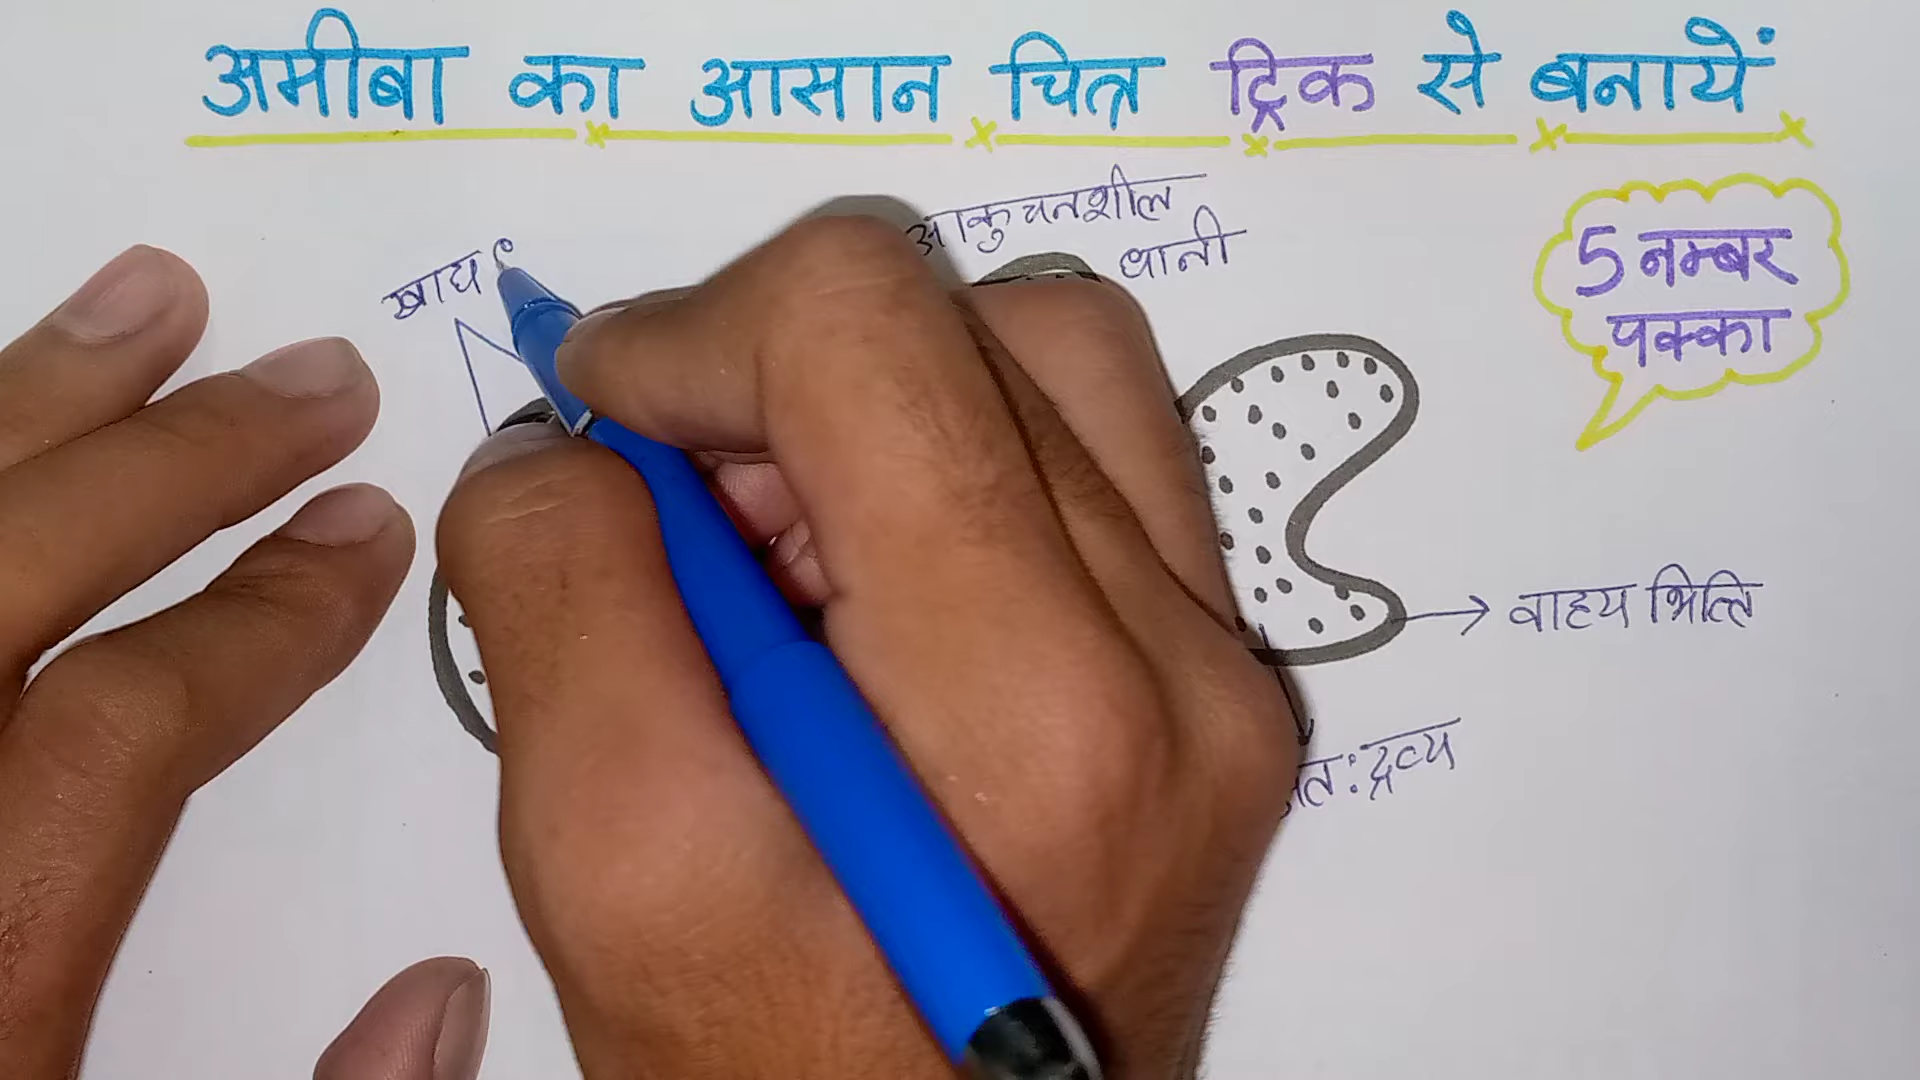 अमीबा का आसान चित्र ट्रिक से बनायें
5 नम्बर
पक्का
आकुचनशील
धानी
खाद्य
वाह्य भित्ति